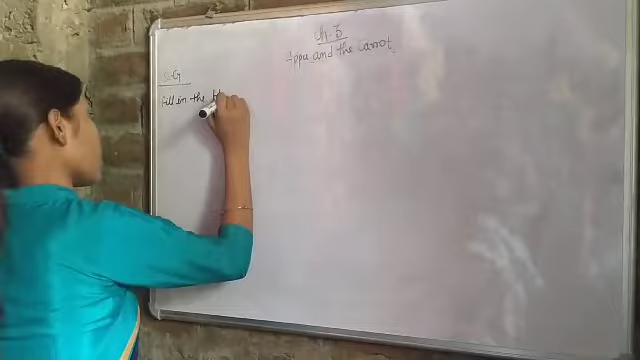 Ch. 3
Appu and the Carrot
Fill in the bl